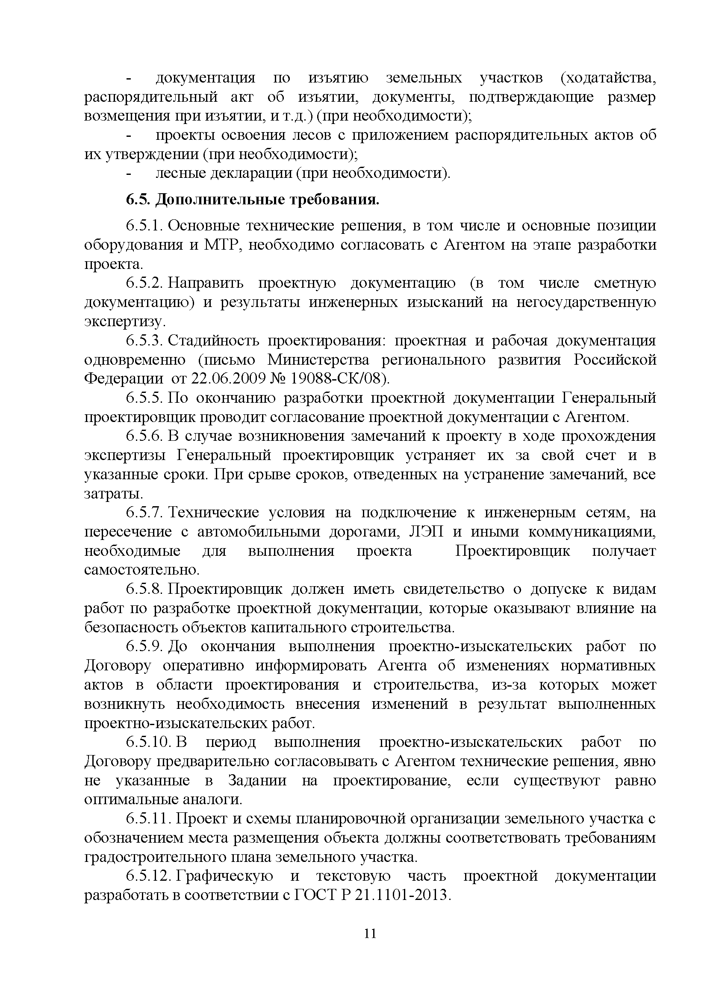 - документация по изъятию земельных участков (ходатайства,
распорядительный акт об изъятии, документы, подтверждающие размер
возмещения при изъятии, и т.д.) (при необходимости);
- проекты освоения лесов с приложением распорядительных актов об
их утверждении (при необходимости);
- лесные декларации (при необходимости).
6.5. Дополнительные требования.
6.5.1. Основные технические решения, в том числе и основные позиции
оборудования и МТР, необходимо согласовать с Агентом на этапе разработки
проекта.
6.5.2. Направить проектную документацию (в том числе сметную
документацию) и результаты инженерных изысканий на негосударственную
экспертизу.
6.5.3. Стадийность проектирования: проектная и рабочая документация
одновременно (письмо Министерства регионального развития Российской
Федерации от 22.06.2009 № 19088-СК/08).
6.5.5. По окончанию разработки проектной документации Генеральный
проектировщик проводит согласование проектной документации с Агентом.
6.5.6. В случае возникновения замечаний к проекту в ходе прохождения
экспертизы Генеральный проектировщик устраняет их за свой счет и в
указанные сроки. При срыве сроков, отведенных на устранение замечаний, все
затраты.
6.5.7. Технические условия на подключение к инженерным сетям, на
пересечение с автомобильными дорогами, ЛЭП и иными коммуникациями,
необходимые для выполнения проекта Проектировщик получает
самостоятельно.
6.5.8. Проектировщик должен иметь свидетельство о допуске к видам
работ по разработке проектной документации, которые оказывают влияние на
безопасность объектов капитального строительства.
6.5.9. До окончания выполнения проектно-изыскательских работ по
Договору оперативно информировать Агента об изменениях нормативных
актов в области проектирования и строительства, из-за которых может
возникнуть необходимость внесения изменений в результат выполненных
проектно-изыскательских работ.
6.5.10. В период выполнения проектно-изыскательских работ по
Договору предварительно согласовывать с Агентом технические решения, явно
не указанные в Задании на проектирование, если существуют равно
оптимальные аналоги.
6.5.11. Проект и схемы планировочной организации земельного участка с
обозначением места размещения объекта должны соответствовать требованиям
градостроительного плана земельного участка.
6.5.12. Графическую и текстовую часть проектной документации
разработать в соответствии с ГОСТ Р 21.1101-2013.
11